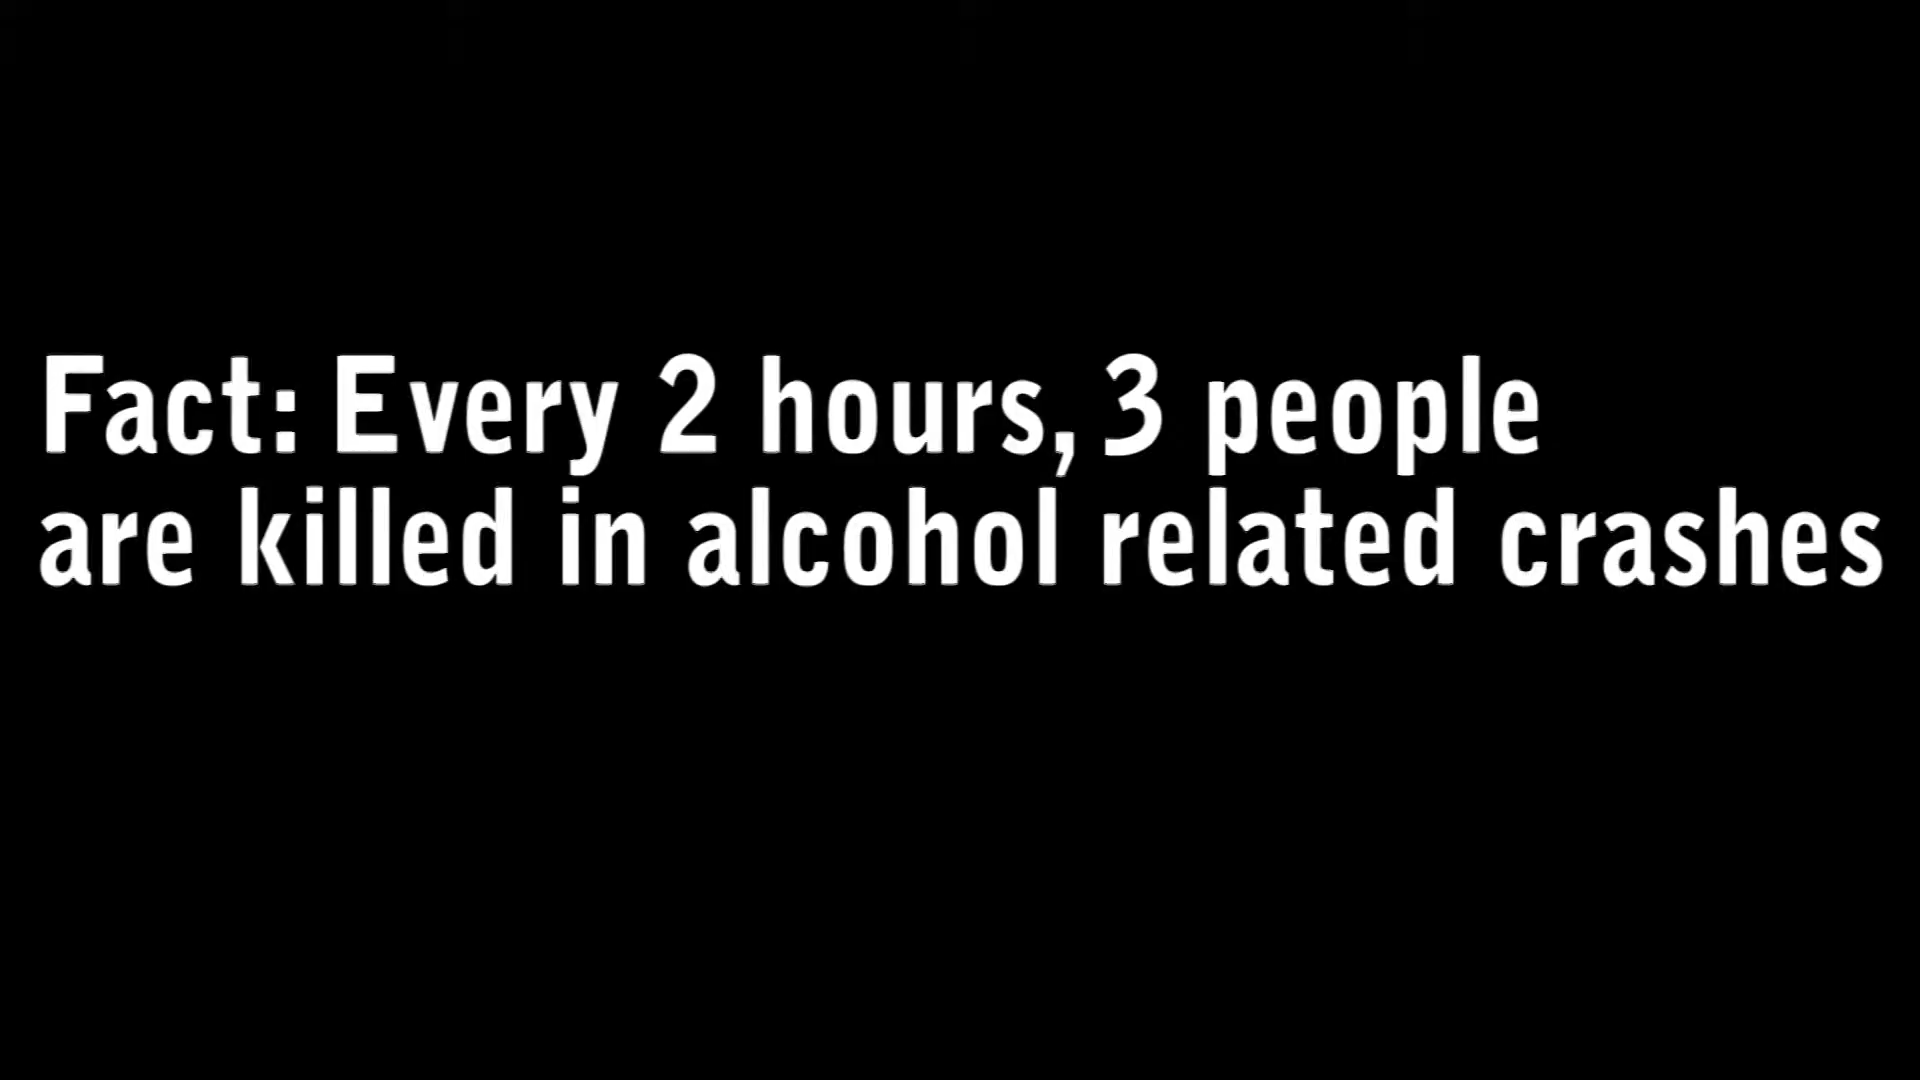 Fact: Every 2 hours, 3 people
are killed in alcohol related crashes